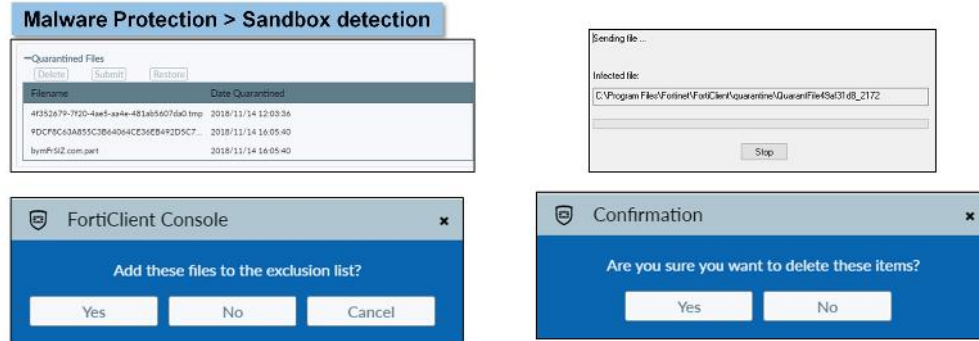 Malware Protection > Sandbox detection
Quarantined Files
Delete Submit Restore
Filename Date Quarantined
4f352679-7f20-4ae5-aa4e-481ab5607da0.tmp 2018/11/14 12:03:36
9DCF8C63A855C3B64064CE36EB492D5C7... 2018/11/14 16:05:40
bymFrSIZ.com.part 2018/11/14 16:05:40
Sending file ...
Infected file:
C:\Program Files\Fortinet\FortiClient\quarantine\QuarantFile49af31d8_2172
Stop
FortiClient Console
Add these files to the exclusion list?
Yes No Cancel
Confirmation
Are you sure you want to delete these items?
Yes No